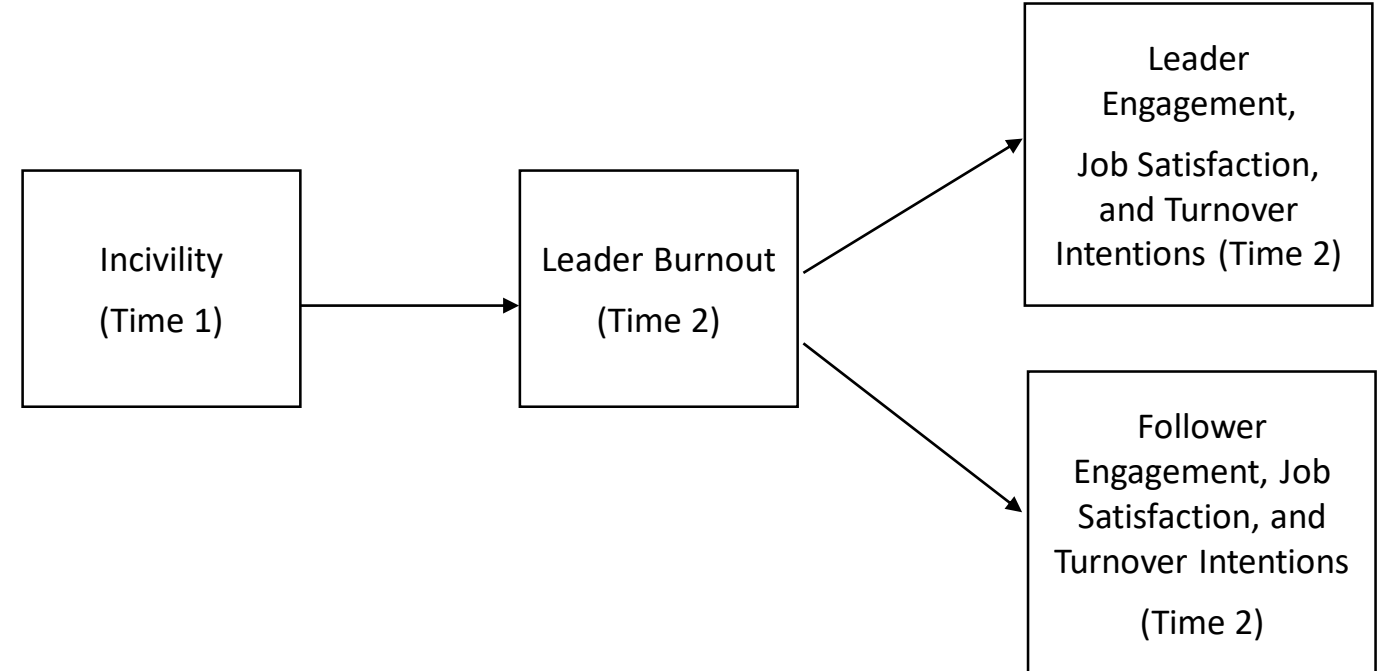 Incivility
(Time 1)
Leader Burnout
(Time 2)
Leader
Engagement,
Job Satisfaction,
and Turnover
Intentions (Time 2)
Follower
Engagement, Job
Satisfaction, and
Turnover Intentions
(Time 2)